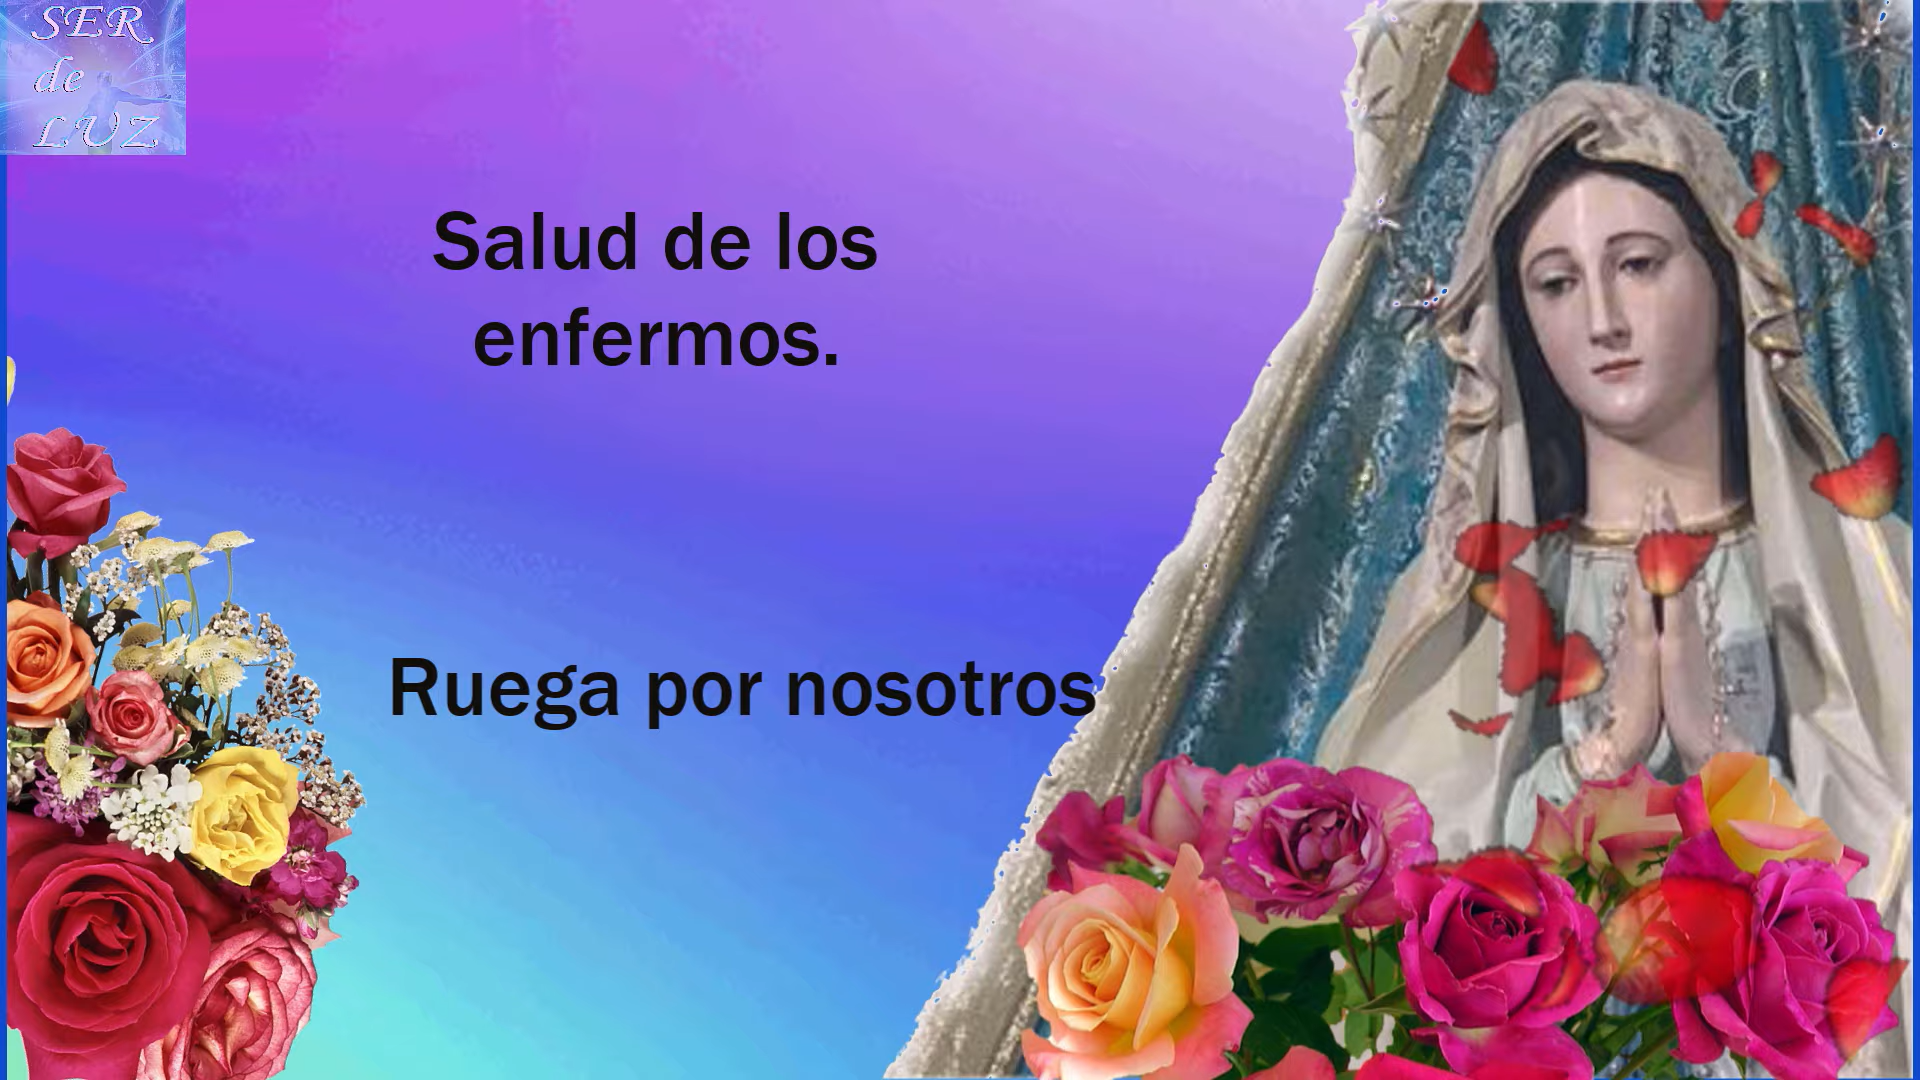 SER
de
LUZ
Salud de los
enfermos.
Ruega por nosotros